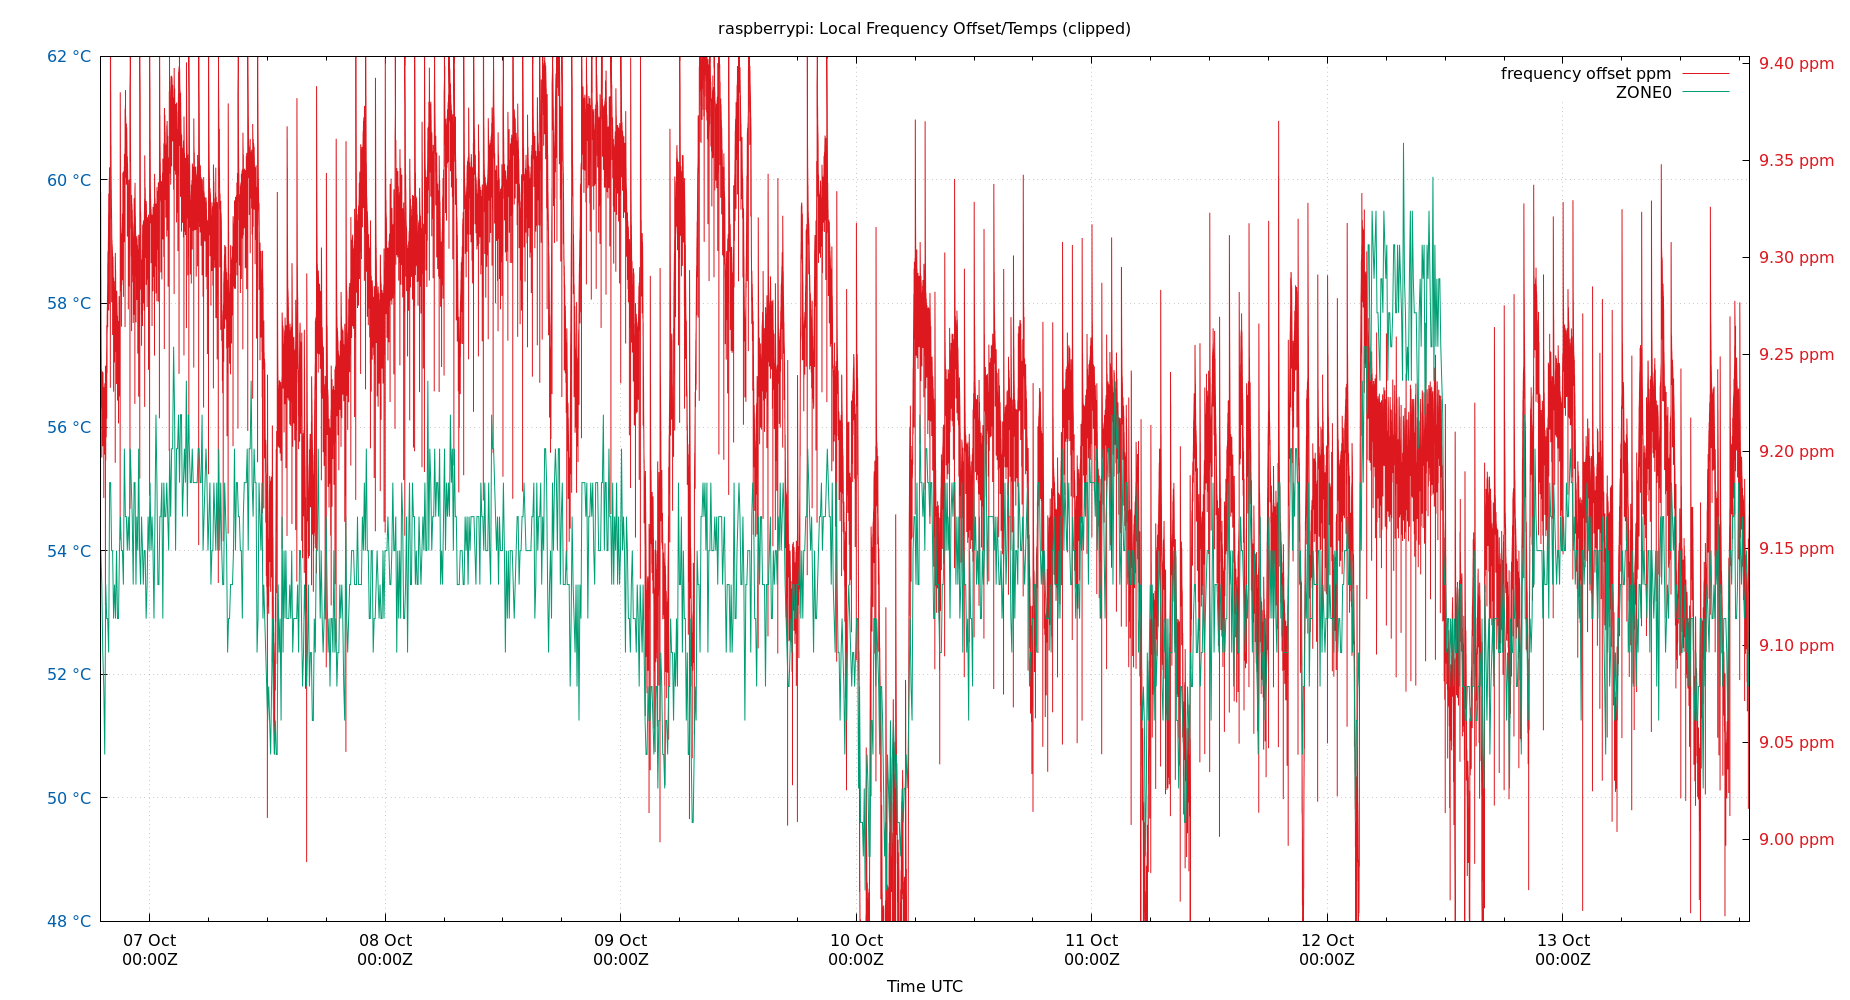 raspberrypi: Local Frequency Offset/Temps (clipped)
frequency offset ppm
ZONE0
62 °C
60 °C
58 °C
56 °C
54 °C
52 °C
50 °C
48 °C
9.40 ppm
9.35 ppm
9.30 ppm
9.25 ppm
9.20 ppm
9.15 ppm
9.10 ppm
9.05 ppm
9.00 ppm
07 Oct
00:00Z
08 Oct
00:00Z
09 Oct
00:00Z
10 Oct
00:00Z
11 Oct
00:00Z
12 Oct
00:00Z
13 Oct
00:00Z
Time UTC